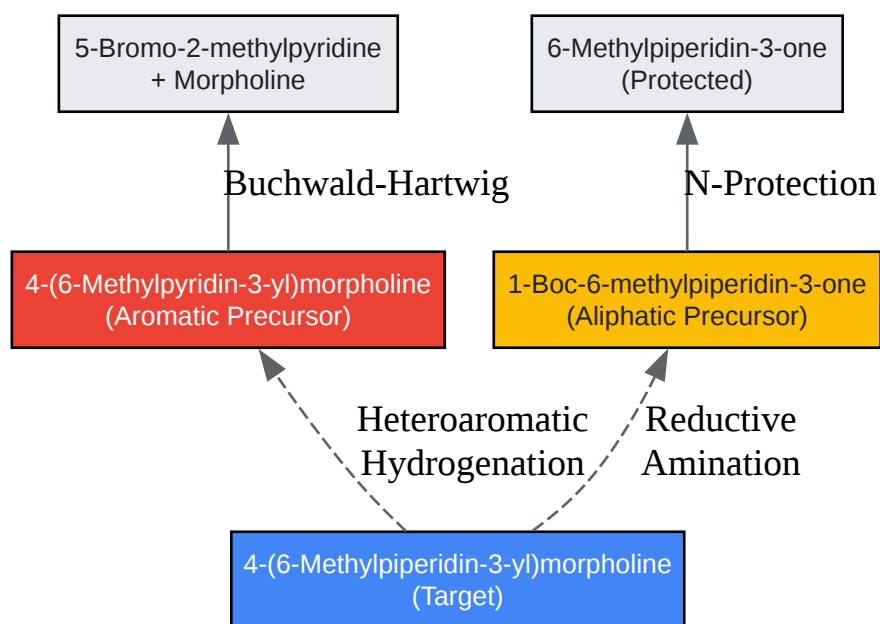 5-Bromo-2-methylpyridine
+ Morpholine
6-Methylpiperidin-3-one
(Protected)
Buchwald-Hartwig
N-Protection
4-(6-Methylpyridin-3-yl)morpholine
(Aromatic Precursor)
1-Boc-6-methylpiperidin-3-one
(Aliphatic Precursor)
Heteroaromatic
Hydrogenation
Reductive
Amination
4-(6-Methylpiperidin-3-yl)morpholine
(Target)